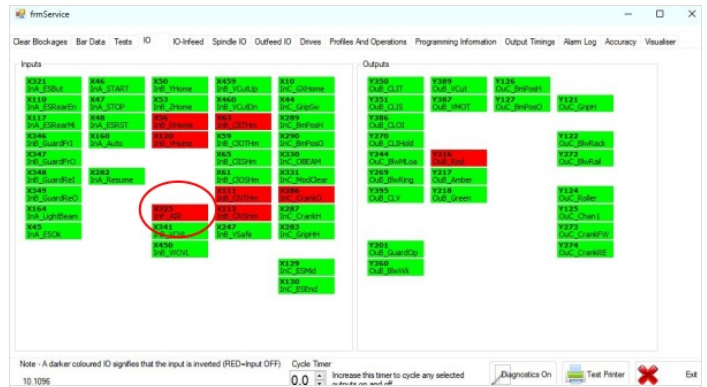 frmService
Clear Blockages Bar Data Tests IO IO-Infeed Spindle IO Outfeed IO Drives Profiles And Operations Programming Information Output Timings Alarm Log Accuracy Visualiser
Inputs
X321
InA_ESBut
X110
InA_ESRearEn
X117
InA_ESRearMi
X346
InB_GuardFrI
X347
InB_GuardFrO
X348
InB_GuardReI
X349
InB_GuardReO
X164
InA_LightBeam
X45
InA_ESOk
X46
InA_START
X47
InA_STOP
X48
InA_ESRST
X160
InA_Auto
X282
InA_Resume
X50
InB_YHome
X53
InB_ZHome
X56
InB_RHome
X120
InB_VHome
X325
InF_AIR
X341
X450
InB_WOVL
X459
InB_VCutUp
X460
InB_VCutDn
X63
X59
X65
X61
X111
X112
X247
InB_VSafe
X10
InC_GXHome
X44
InC_GripSw
X289
InC_BmPosH
X290
InC_BmPosO
X330
InC_OBEAM
X331
InC_ModClear
X286
InC_CrankO
X287
InC_CrankH
X283
InC_GripHH
X129
InC_ESMid
X130
InC_ESEnd
Outputs
Y350
OuB_CLIT
Y351
OuB_CLIS
Y386
OuB_CLOI
Y270
OuB_CLIHold
Y244
OuC_BlwMLoa
Y269
OuB_BlwRing
Y395
OuB_CLV
Y201
OuB_GuardOp
Y360
OuB_BlwWk
Y389
OuB_VCut
Y387
OuB_VMOT
Y216
OuB_Red
Y217
OuB_Amber
Y218
OuB_Green
Y126
OuC_BmPosH
Y127
OuC_BmPosO
Y121
OuC_GripH
Y122
OuC_BlwRack
Y272
OuC_BlwRail
Y124
OuC_Roller
Y125
OuC_Chan1
Y273
OuC_CrankFW
Y274
OuC_CrankRE
Note - A darker coloured IO signifies that the input is inverted (RED=Input OFF)
10.1096
Cycle Timer
0.0
Increase this timer to cycle any selected
outputs on and off
Diagnostics On
Test Printer
Exit